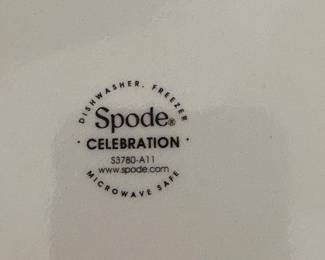 DISHWASHER, FREEZER
Spode®
· CELEBRATION ·
S3780-A11
www.spode.com
MICROWAVE SAFE